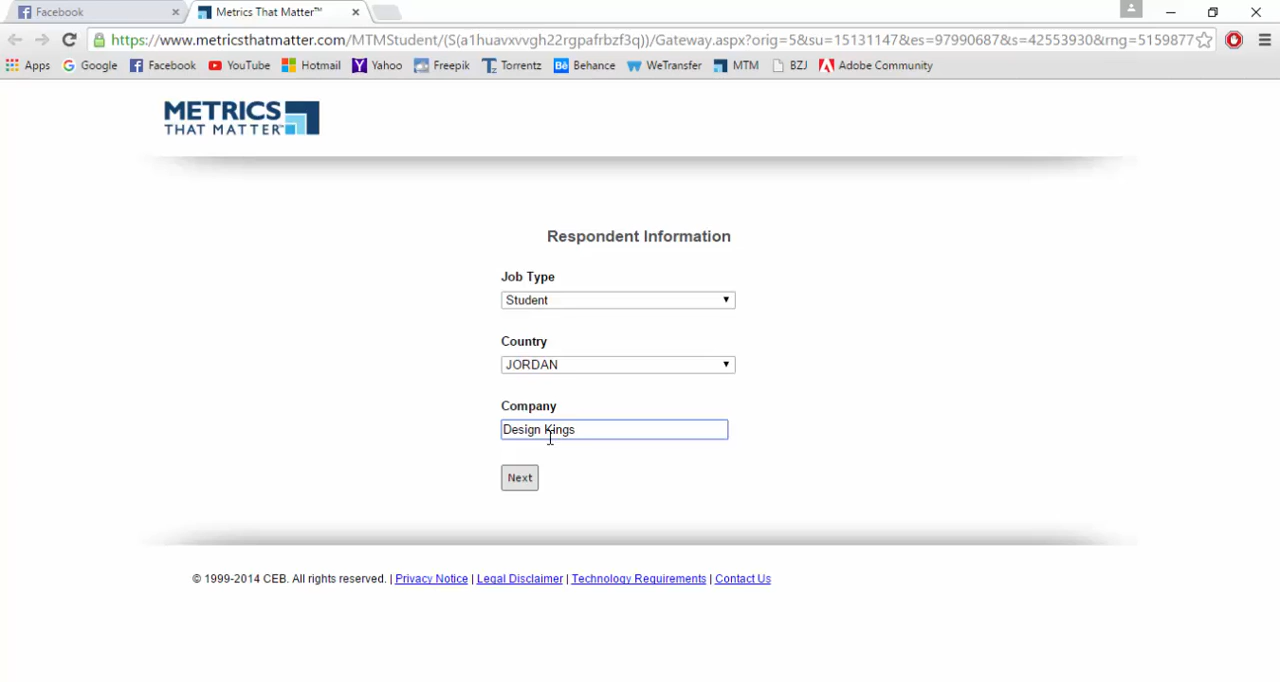 Facebook
Metrics That Matter™
https://www.metricsthatmatter.com/MTMStudent/(S(a1huavxvvgh22rgpafrbzf3q))/Gateway.aspx?orig=5&su=15131147&es=97990687&s=42553930&rng=5159877
Apps Google Facebook YouTube Hotmail Yahoo Freepik Torrentz Behance WeTransfer MTM BZJ Adobe Community
METRICS
THAT MATTER™
Respondent Information
Job Type
Student
Country
JORDAN
Company
Design Kings
Next
© 1999-2014 CEB. All rights reserved. | Privacy Notice | Legal Disclaimer | Technology Requirements | Contact Us